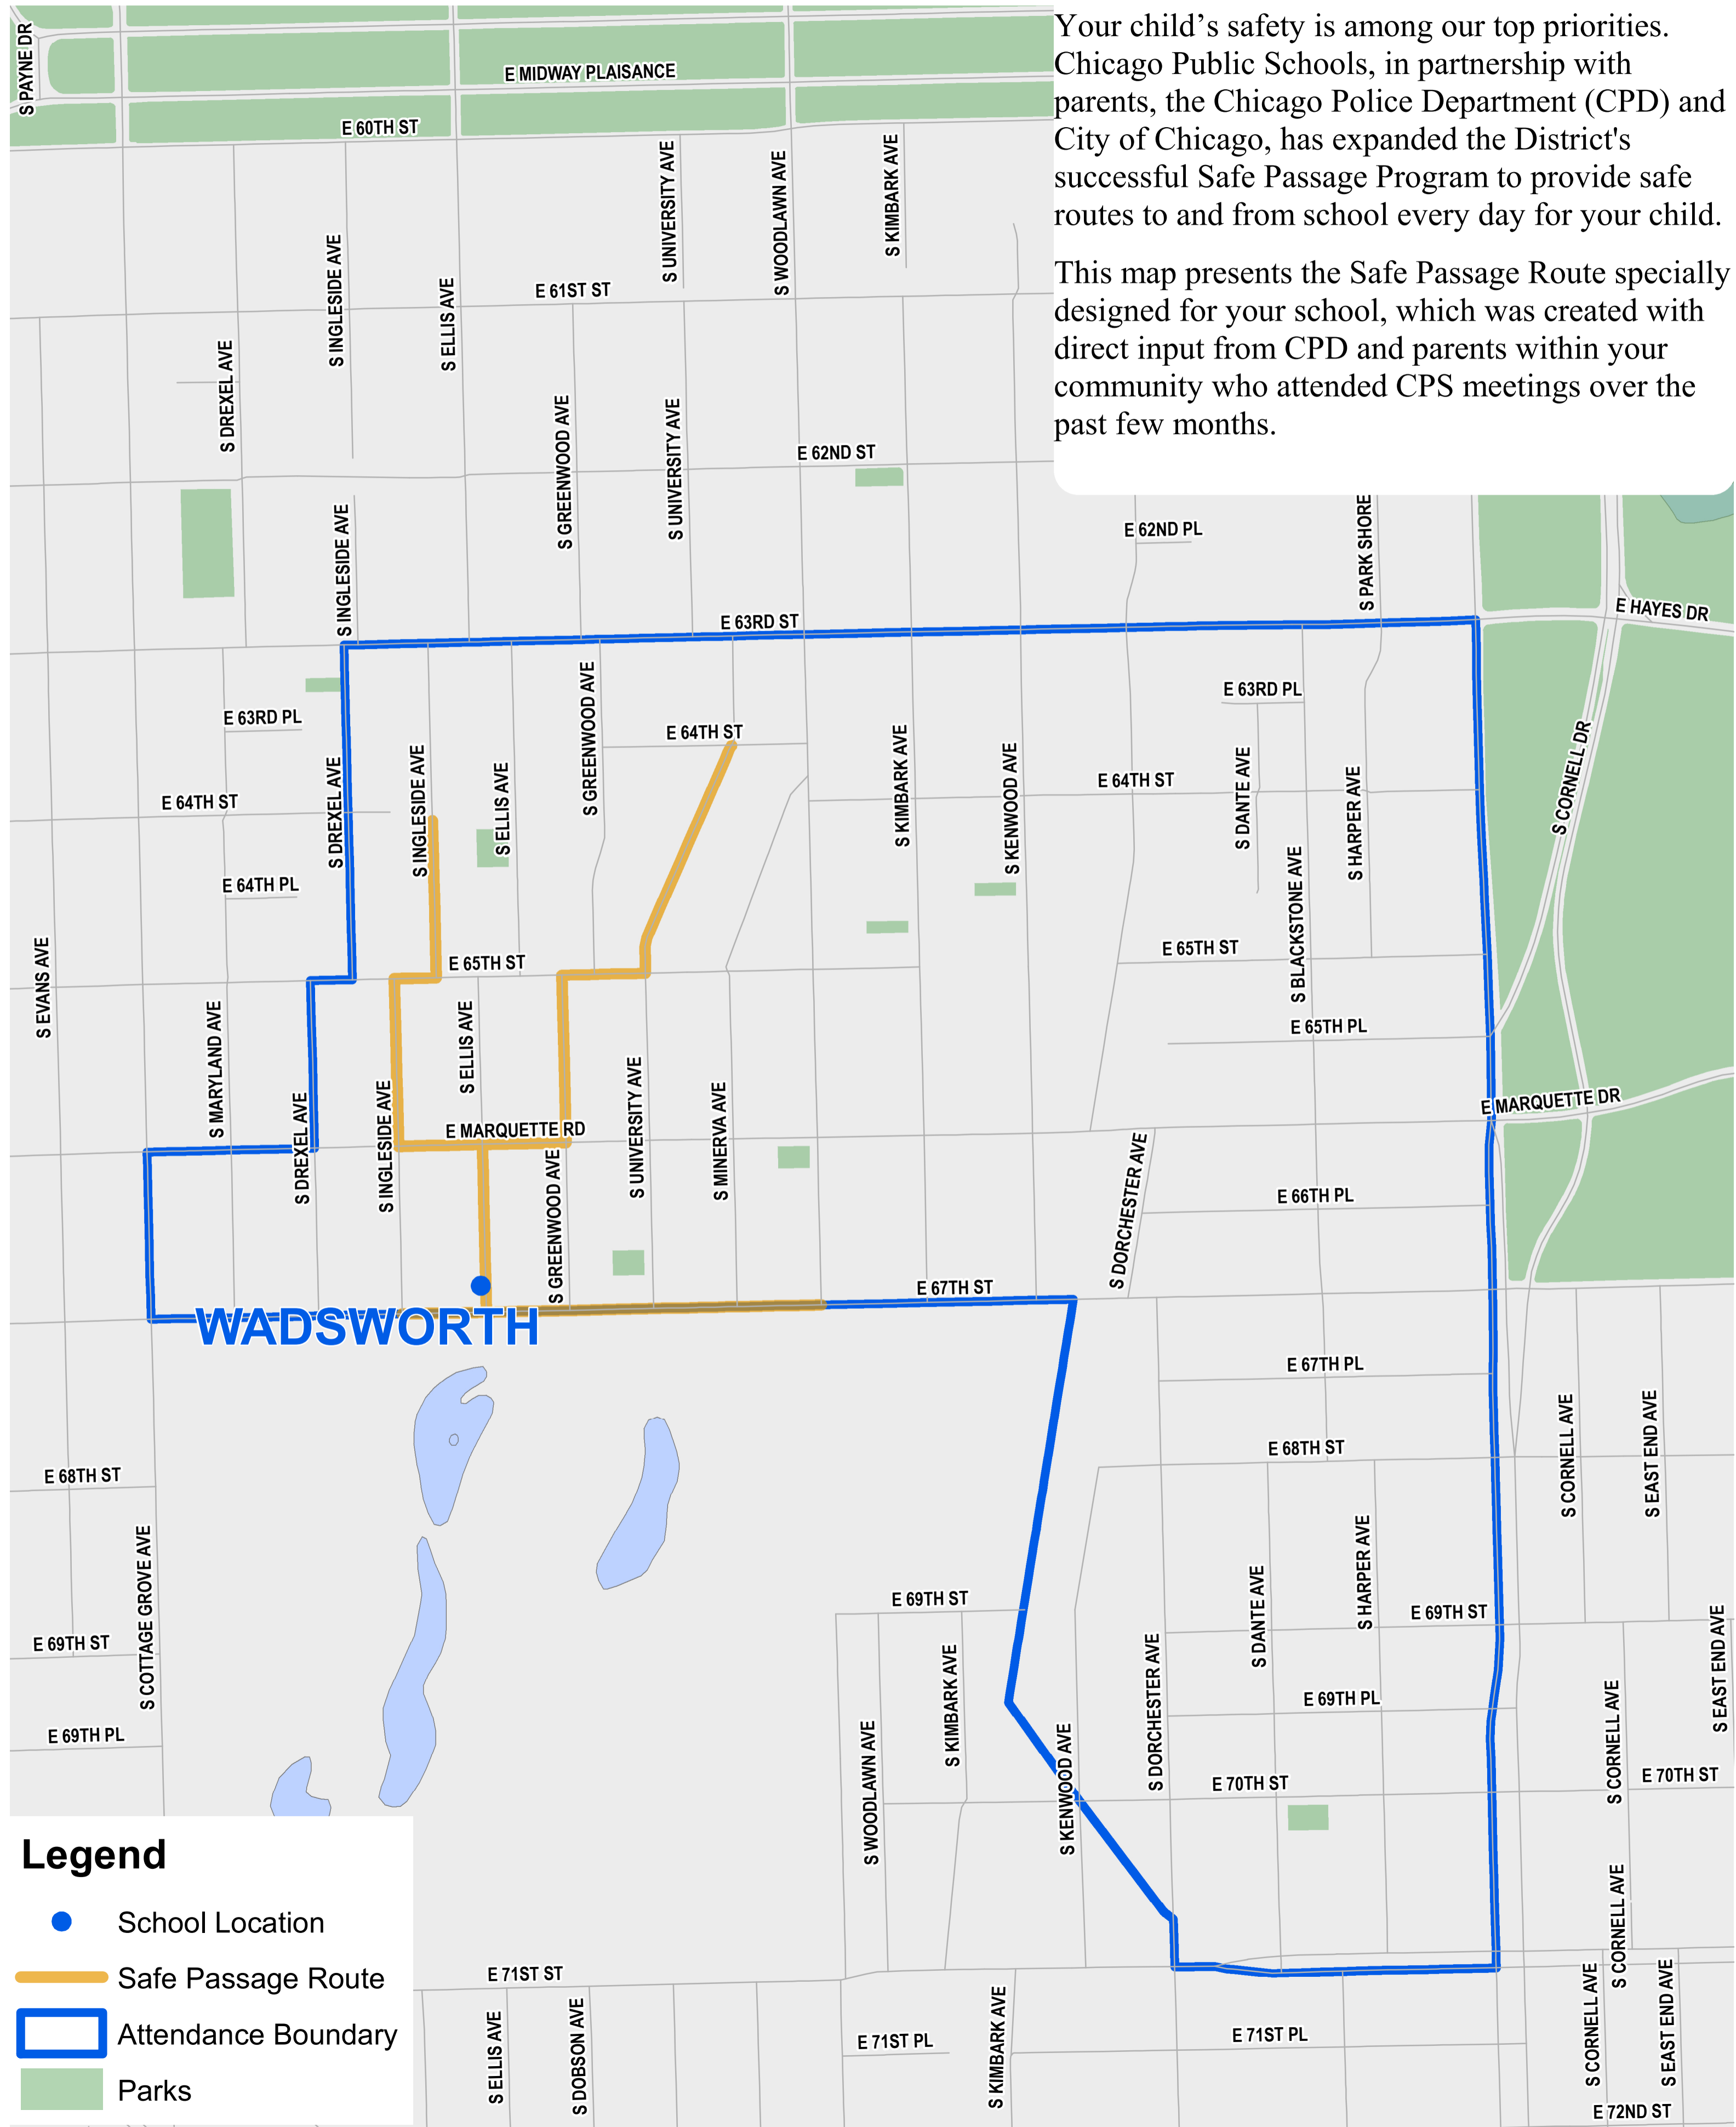 Your child’s safety is among our top priorities.
Chicago Public Schools, in partnership with
parents, the Chicago Police Department (CPD) and
City of Chicago, has expanded the District's
successful Safe Passage Program to provide safe
routes to and from school every day for your child.
This map presents the Safe Passage Route specially
designed for your school, which was created with
direct input from CPD and parents within your
community who attended CPS meetings over the
past few months.
S PAYNE DR
E MIDWAY PLAISANCE
E 60TH ST
S UNIVERSITY AVE
S WOODLAWN AVE
S KIMBARK AVE
S INGLESIDE AVE
S ELLIS AVE
E 61ST ST
S DREXEL AVE
S GREENWOOD AVE
S UNIVERSITY AVE
E 62ND ST
S INGLESIDE AVE
E 62ND PL
S PARK SHORE
E HAYES DR
E 63RD ST
E 63RD PL
S GREENWOOD AVE
E 64TH ST
E 63RD PL
S CORNELL DR
E 64TH ST
S DREXEL AVE
S INGLESIDE AVE
S ELLIS AVE
S KIMBARK AVE
S KENWOOD AVE
E 64TH ST
S DANTE AVE
S HARPER AVE
E 64TH PL
S BLACKSTONE AVE
S EVANS AVE
E 65TH ST
E 65TH ST
S MARYLAND AVE
S ELLIS AVE
E 65TH PL
S DREXEL AVE
S INGLESIDE AVE
E MARQUETTE RD
S GREENWOOD AVE
S UNIVERSITY AVE
S MINERVA AVE
S DORCHESTER AVE
E MARQUETTE DR
E 66TH PL
E 67TH ST
WADSWORTH
E 67TH PL
S CORNELL AVE
S EAST END AVE
E 68TH ST
E 68TH ST
S COTTAGE GROVE AVE
S HARPER AVE
S DANTE AVE
E 69TH ST
E 69TH ST
E 69TH ST
S EAST END AVE
S KIMBARK AVE
S DORCHESTER AVE
E 69TH PL
S CORNELL AVE
E 69TH PL
S WOODLAWN AVE
S KENWOOD AVE
E 70TH ST
E 70TH ST
S CORNELL AVE
E 71ST ST
S ELLIS AVE
S DOBSON AVE
S KIMBARK AVE
E 71ST PL
E 71ST PL
S CORNELL AVE
S EAST END AVE
E 72ND ST
Legend
School Location
Safe Passage Route
Attendance Boundary
Parks